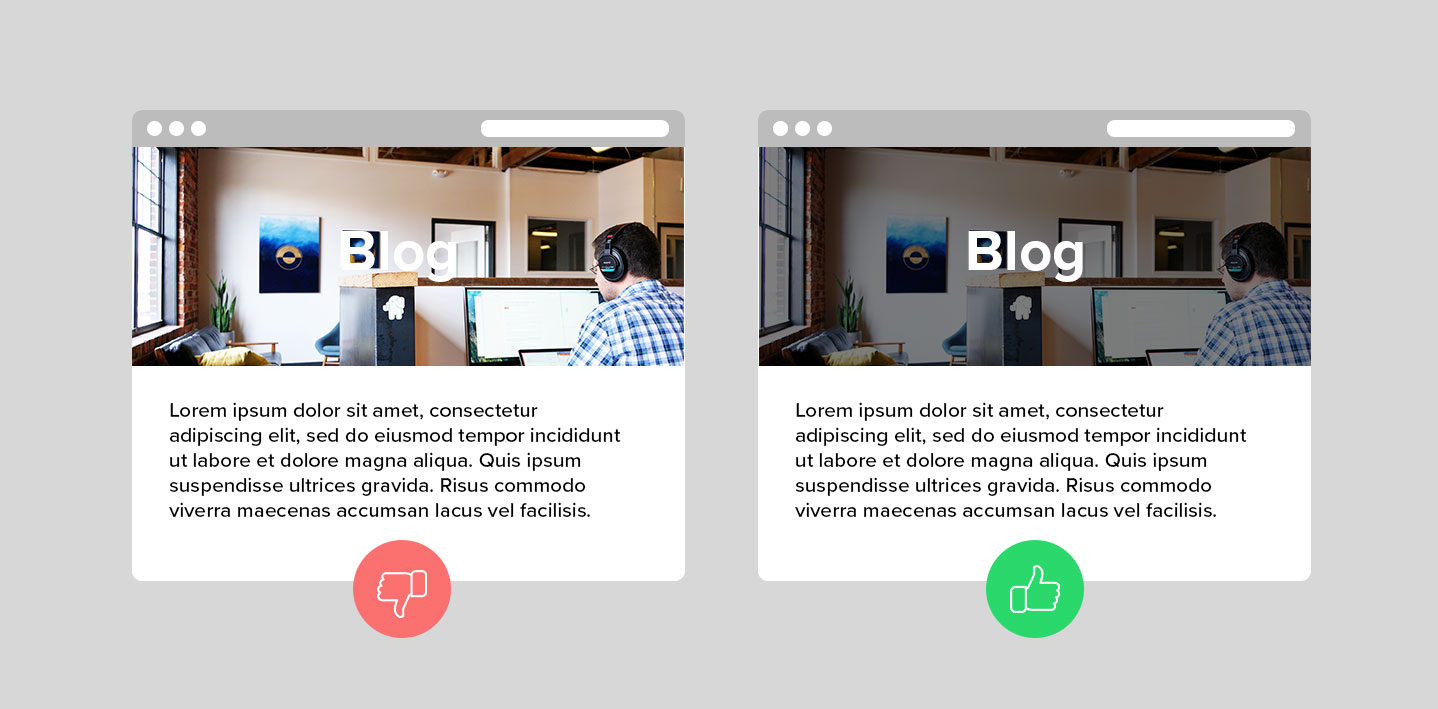 Blog
Lorem ipsum dolor sit amet, consectetur
adipiscing elit, sed do eiusmod tempor incididunt
ut labore et dolore magna aliqua. Quis ipsum
suspendisse ultrices gravida. Risus commodo
viverra maecenas accumsan lacus vel facilisis.
Blog
Lorem ipsum dolor sit amet, consectetur
adipiscing elit, sed do eiusmod tempor incididunt
ut labore et dolore magna aliqua. Quis ipsum
suspendisse ultrices gravida. Risus commodo
viverra maecenas accumsan lacus vel facilisis.